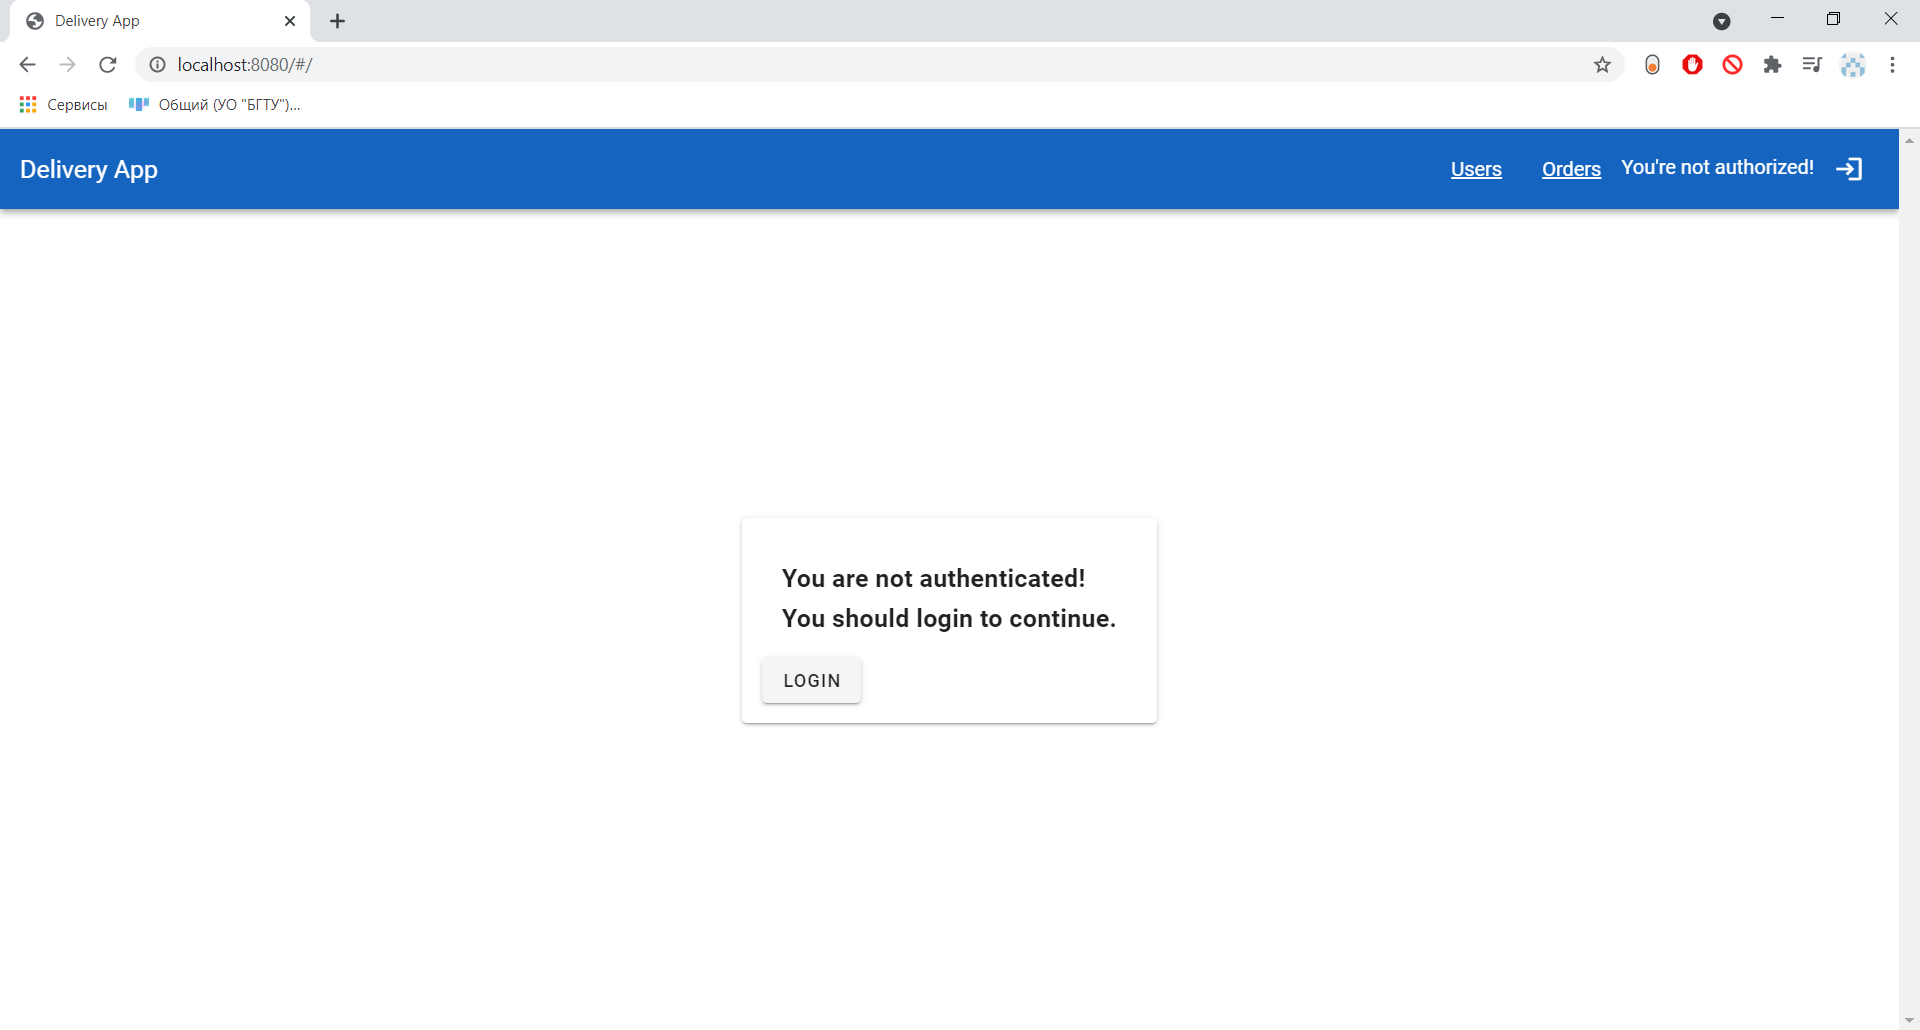 Delivery App
localhost:8080/#/
Сервисы Общий (УО "БГТУ")...
Delivery App Users Orders You're not authorized!
You are not authenticated!
You should login to continue.
LOGIN